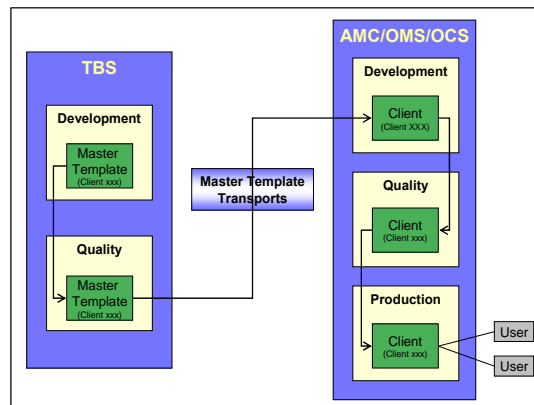 TBS
Development
Master
Template
(Client xxx)
Quality
Master
Template
(Client xxx)
Master Template
Transports
AMC/OMS/OCS
Development
Client
(Client XXX)
Quality
Client
(Client xxx)
Production
Client
(Client xxx)
User
User